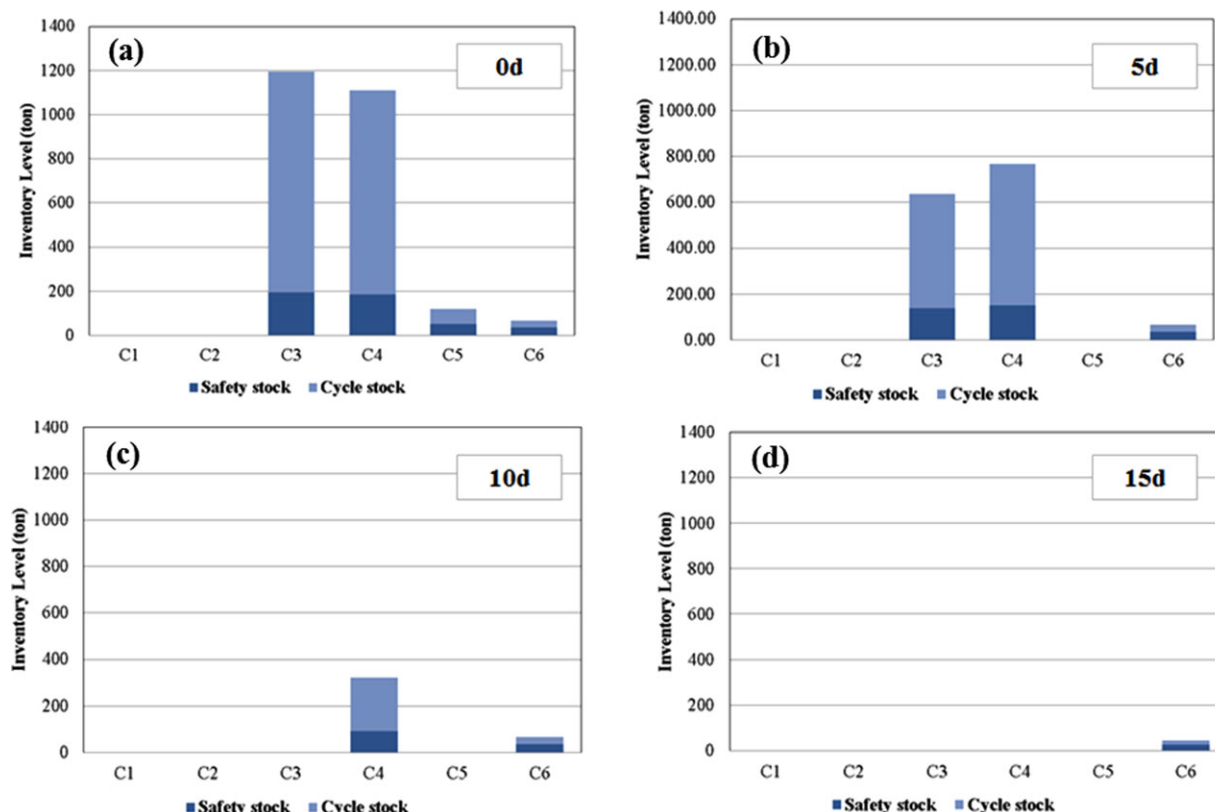 (a)
0d
Inventory Level (ton)
1400
1200
1000
800
600
400
200
0
C1 C2 C3 C4 C5 C6
Safety stock Cycle stock
(b)
5d
Inventory Level (ton)
1400.00
1200.00
1000.00
800.00
600.00
400.00
200.00
0.00
C1 C2 C3 C4 C5 C6
Safety stock Cycle stock
(c)
10d
Inventory Level (ton)
1400
1200
1000
800
600
400
200
0
C1 C2 C3 C4 C5 C6
Safety stock Cycle stock
(d)
15d
Inventory Level (ton)
1400
1200
1000
800
600
400
200
0
C1 C2 C3 C4 C5 C6
Safety stock Cycle stock